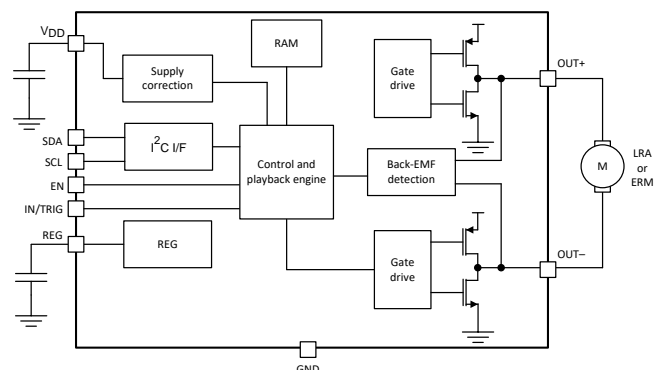 VDD
RAM
Supply
correction
Gate
drive
OUT+
SDA
SCL
I2C I/F
Control and
playback engine
Back-EMF
detection
M
LRA
or
ERM
EN
IN/TRIG
REG
REG
Gate
drive
OUT–
GND